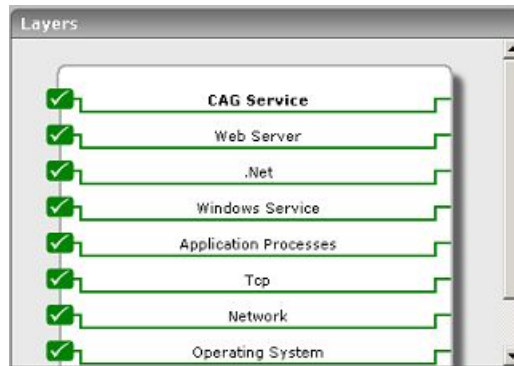 Layers
CAG Service
Web Server
.Net
Windows Service
Application Processes
Tcp
Network
Operating System